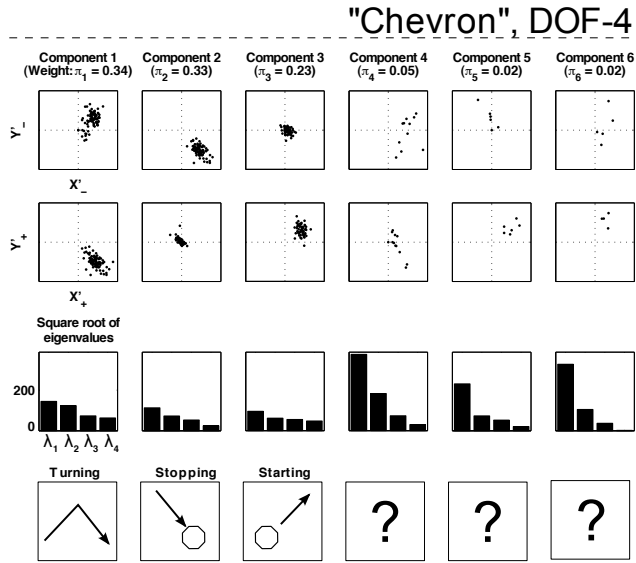 "Chevron", DOF-4
Component 1 Component 2 Component 3 Component 4 Component 5 Component 6
(Weight: π1 = 0.34) (π2 = 0.33) (π3 = 0.23) (π4 = 0.05) (π5 = 0.02) (π6 = 0.02)
Y'-
X'-
Y'+
X'+
Square root of
eigenvalues
200
0
λ1 λ2 λ3 λ4
Turning Stopping Starting
? ? ?